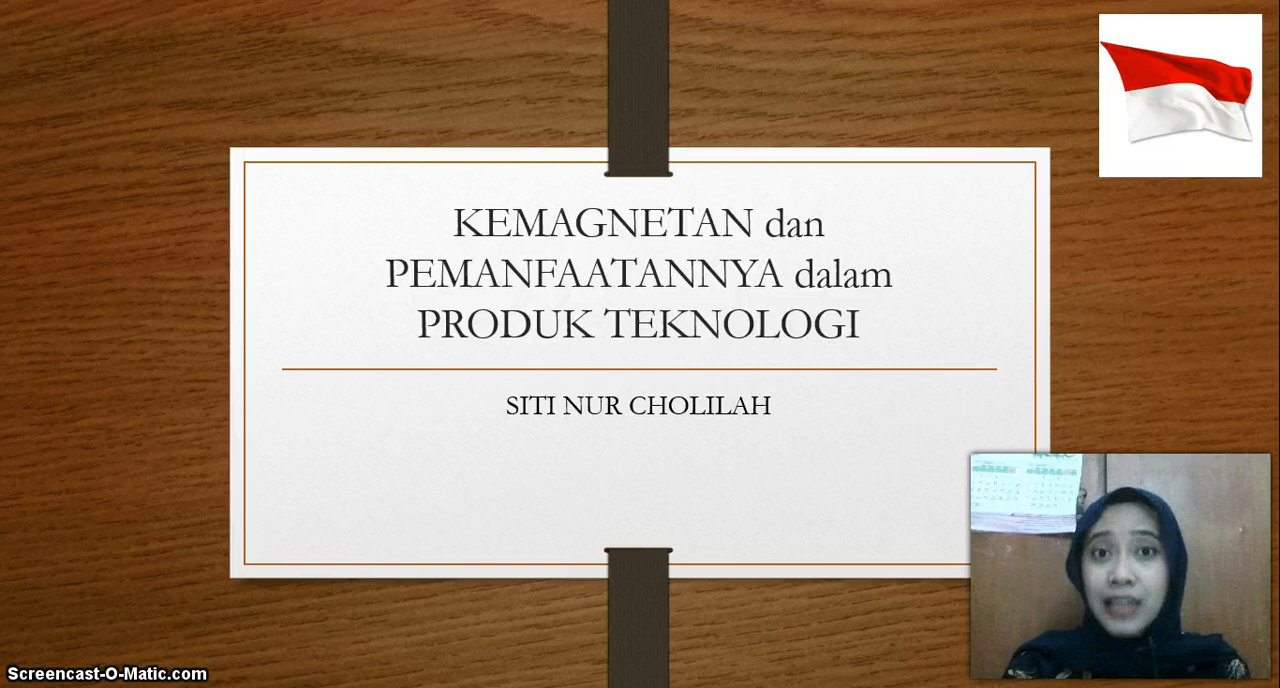 KEMAGNETAN dan
PEMANFAATANNYA dalam
PRODUK TEKNOLOGI
SITI NUR CHOLILAH
Screencast-O-Matic.com